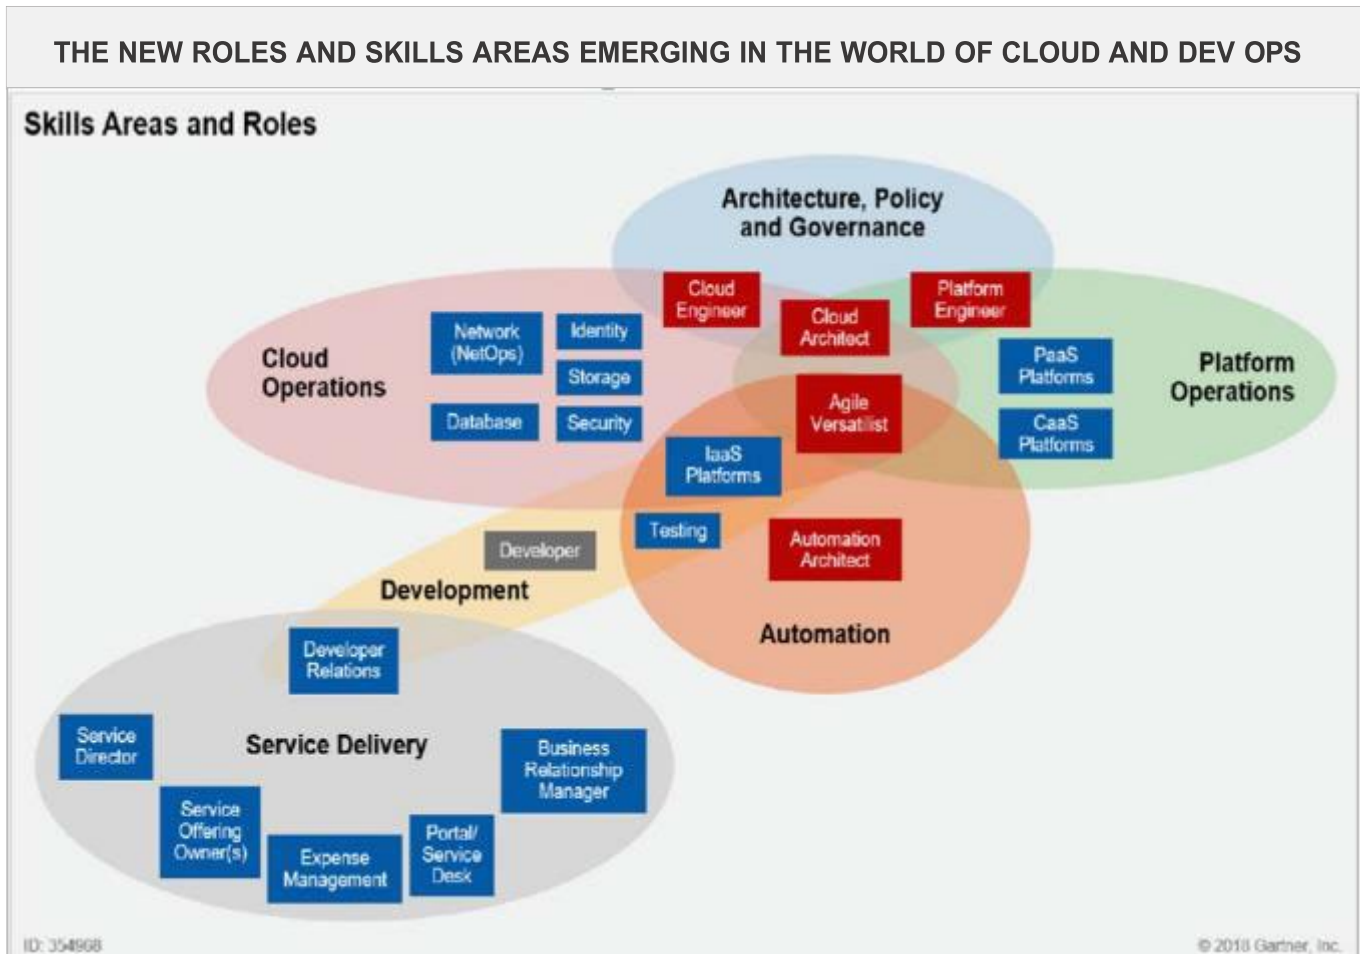 THE NEW ROLES AND SKILLS AREAS EMERGING IN THE WORLD OF CLOUD AND DEV OPS
Skills Areas and Roles
Architecture, Policy
and Governance
Cloud
Engineer
Cloud
Architect
Platform
Engineer
Cloud
Operations
Network
(NetOps)
Identity
Storage
Database
Security
Agile
Versatilist
PaaS
Platforms
CaaS
Platforms
Platform
Operations
IaaS
Platforms
Testing
Developer
Development
Automation
Architect
Automation
Developer
Relations
Service Delivery
Service
Director
Service
Offering
Owner(s)
Expense
Management
Portal/
Service
Desk
Business
Relationship
Manager
ID: 354968
© 2018 Gartner, Inc.